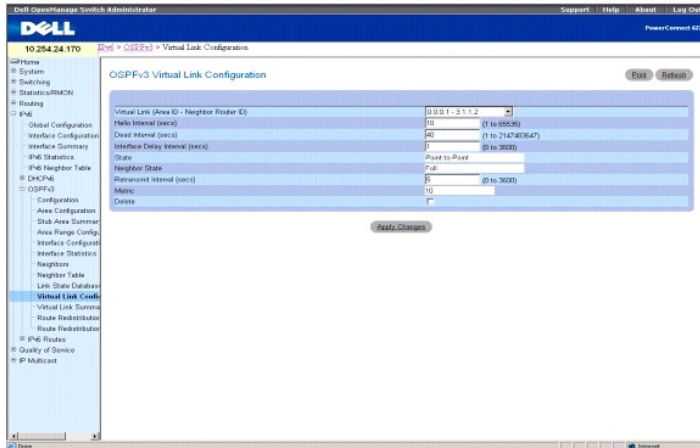 Dell OpenManage Switch Administrator
Support Help About Log Ou
DELL
PowerConnect 62
10.254.24.170
IPv6 > OSPFv3 > Virtual Link Configuration
Home
System
Switching
Statistics/RMON
Routing
IPv6
Global Configuration
Interface Configuration
Interface Summary
IPv6 Statistics
IPv6 Neighbor Table
DHCPv6
OSPFv3
Configuration
Area Configuration
Stub Area Summar
Area Range Configu
Interface Configurati
Interface Statistics
Neighbors
Neighbor Table
Link State Databas
Virtual Link Config
Virtual Link Summa
Route Redistribution
Route Redistribution
IPv6 Routes
Quality of Service
IP Multicast
OSPFv3 Virtual Link Configuration
Print Refresh
Virtual Link (Area ID - Neighbor Router ID) 0.0.0.1 - 3.1.1.2
Hello Interval (secs) 10 (1 to 65535)
Dead Interval (secs) 40 (1 to 2147483647)
Interface Delay Interval (secs) 1 (0 to 3600)
State Point-to-Point
Neighbor State Full
Retransmit Interval (secs) 5 (0 to 3600)
Metric 10
Delete
Apply Changes
Done
Internet